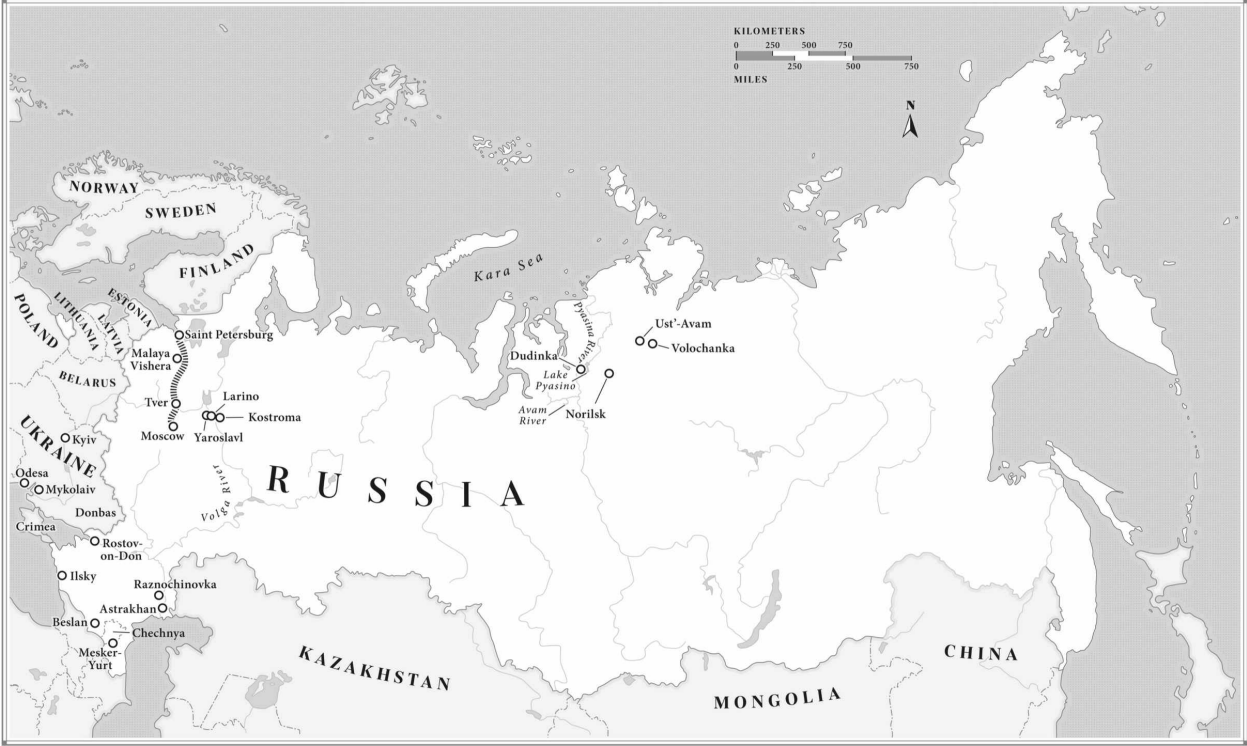 KILOMETERS
0 250 500 750
0 250 500 750
MILES
N
NORWAY
SWEDEN
FINLAND
Kara Sea
ESTONIA
LATVIA
LITHUANIA
POLAND
BELARUS
UKRAINE
Saint Petersburg
Malaya
Vishera
Tver
Moscow
Larino
Kostroma
Yaroslavl
Pyasina River
Ust’-Avam
Volochanka
Dudinka
Lake
Pyasino
Avam
River
Norilsk
Kyiv
Odesa
Mykolaiv
Donbas
Crimea
Volga River
RUSSIA
Rostov-
on-Don
Ilsky
Raznochinovka
Astrakhan
Beslan
Chechnya
Mesker-
Yurt
KAZAKHSTAN
MONGOLIA
CHINA